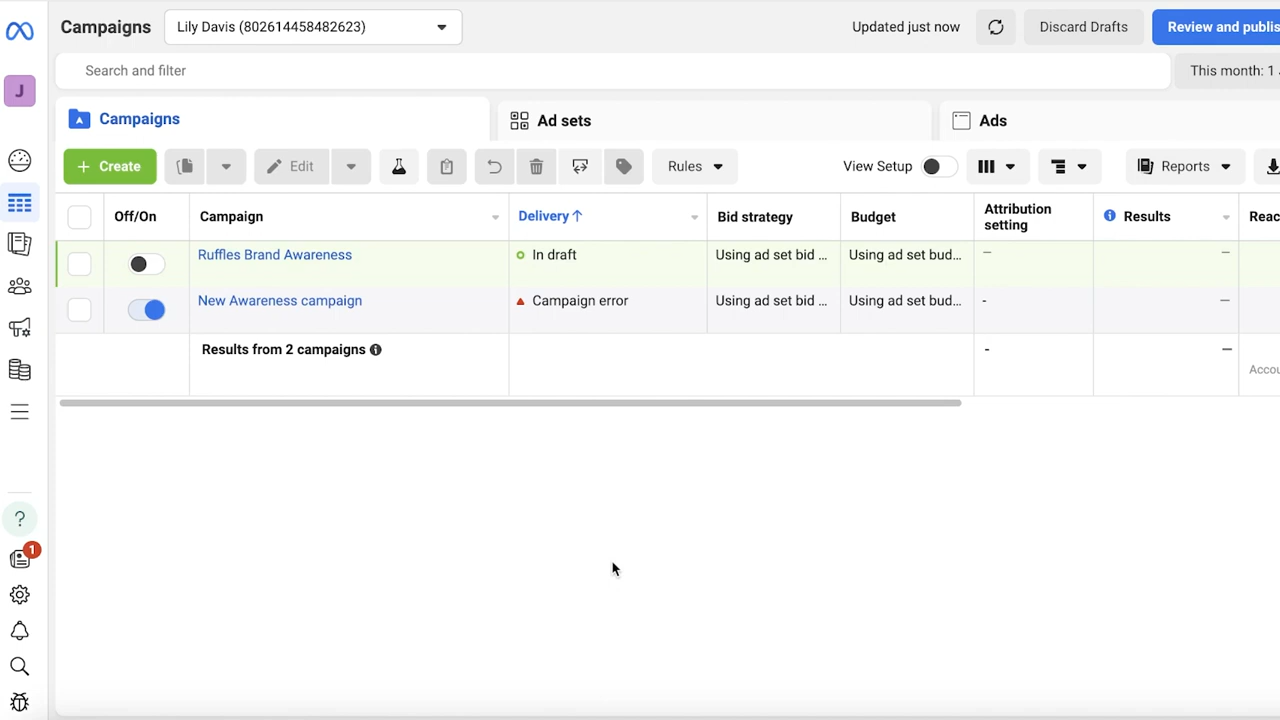 Campaigns
Lily Davis (802614458482623)
Updated just now
Discard Drafts
Review and publis
J
Search and filter
This month: 1
Campaigns
Ad sets
Ads
+ Create
Edit
Rules
View Setup
Reports
Off/On
Campaign
Delivery ↑
Bid strategy
Budget
Attribution
setting
Results
Reac
Ruffles Brand Awareness
In draft
Using ad set bid ...
Using ad set bud...
—
—
New Awareness campaign
Campaign error
Using ad set bid ...
Using ad set bud...
-
—
Results from 2 campaigns
-
—
Accou
?
1